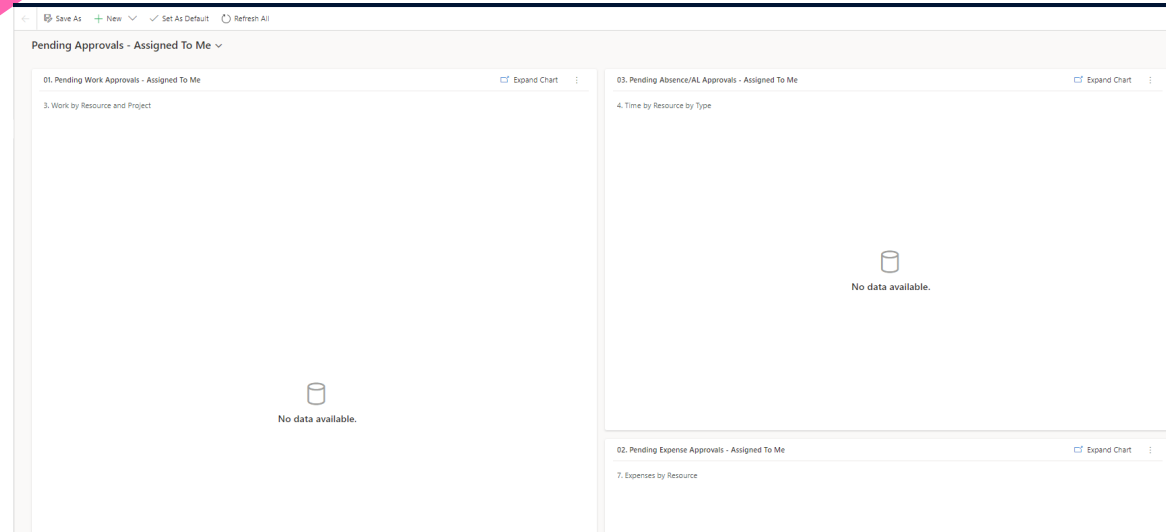 Save As
New
Set As Default
Refresh All
Pending Approvals - Assigned To Me
01. Pending Work Approvals - Assigned To Me
Expand Chart
3. Work by Resource and Project
No data available.
03. Pending Absence/AL Approvals - Assigned To Me
Expand Chart
4. Time by Resource by Type
No data available.
02. Pending Expense Approvals - Assigned To Me
Expand Chart
7. Expenses by Resource